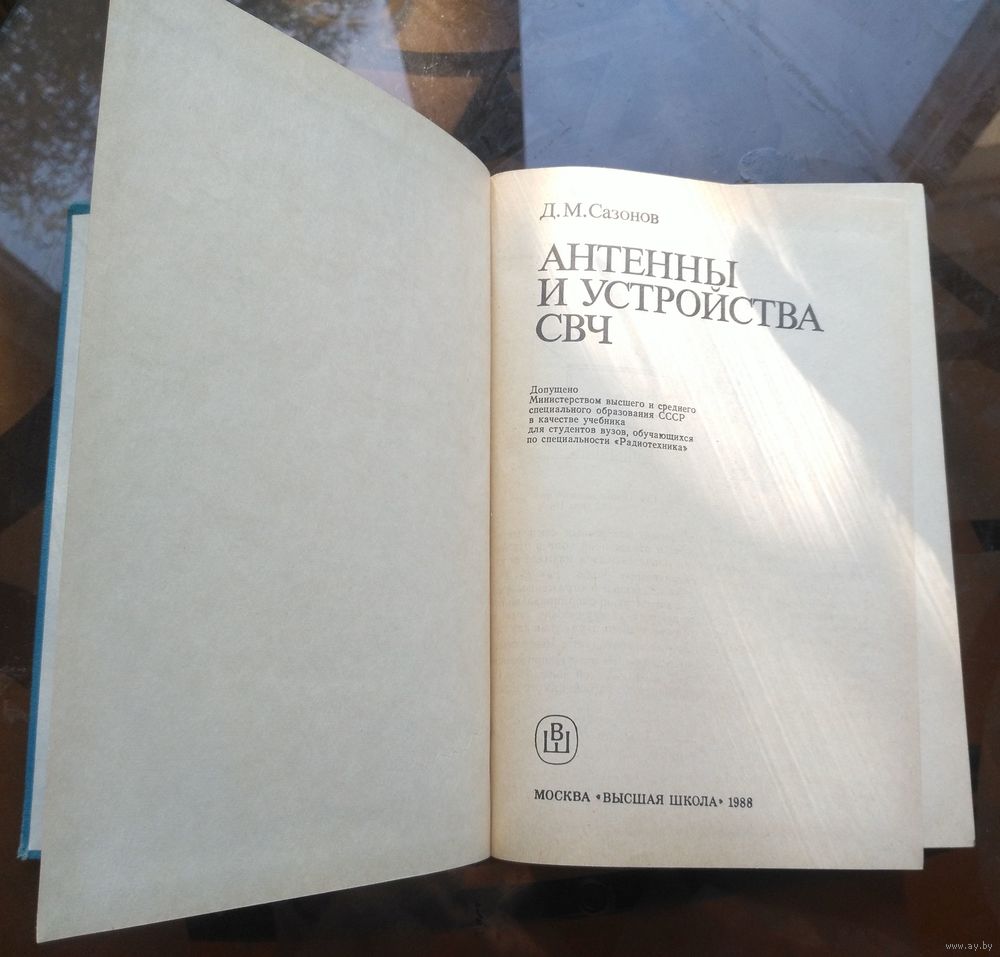 Д. М. Сазонов
АНТЕННЫ
И УСТРОЙСТВА
СВЧ
Допущено
Министерством высшего и среднего
специального образования СССР
в качестве учебника
для студентов вузов, обучающихся
по специальности «Радиотехника»
ВШ
МОСКВА «ВЫСШАЯ ШКОЛА» 1988
www.ay.by